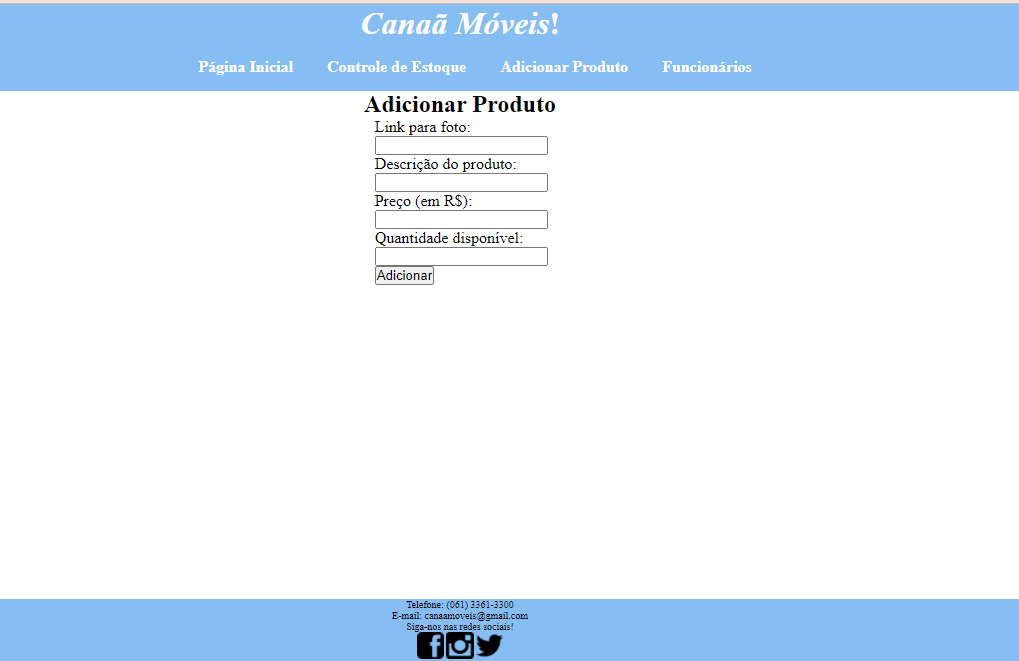 Canaã Móveis!
Página Inicial Controle de Estoque Adicionar Produto Funcionários
Adicionar Produto
Link para foto:
Descrição do produto:
Preço (em R$):
Quantidade disponível:
Adicionar
Telefone: (061) 3361-3300
E-mail: canaamoveis@gmail.com
Siga-nos nas redes sociais!